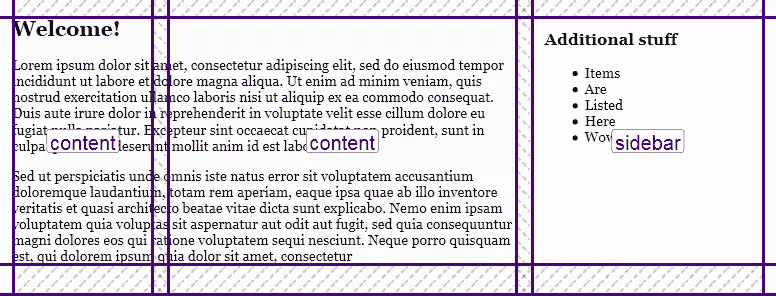 Welcome!
Lorem ipsum dolor sit amet, consectetur adipiscing elit, sed do eiusmod tempor
incididunt ut labore et dolore magna aliqua. Ut enim ad minim veniam, quis
nostrud exercitation ullamco laboris nisi ut aliquip ex ea commodo consequat.
Duis aute irure dolor in reprehenderit in voluptate velit esse cillum dolore eu
fugiat nulla pariatur. Excepteur sint occaecat cupidatat non proident, sunt in
culpa deserunt mollit anim id est
content
content
Sed ut perspiciatis unde omnis iste natus error sit voluptatem accusantium
doloremque laudantium, totam rem aperiam, eaque ipsa quae ab illo inventore
veritatis et quasi architecto beatae vitae dicta sunt explicabo. Nemo enim ipsam
voluptatem quia voluptas sit aspernatur aut odit aut fugit, sed quia consequuntur
magni dolores eos qui ratione voluptatem sequi nesciunt. Neque porro quisquam
est, qui dolorem ipsum quia dolor sit amet, consectetur
Additional stuff
Items
Are
Listed
Here
sidebar